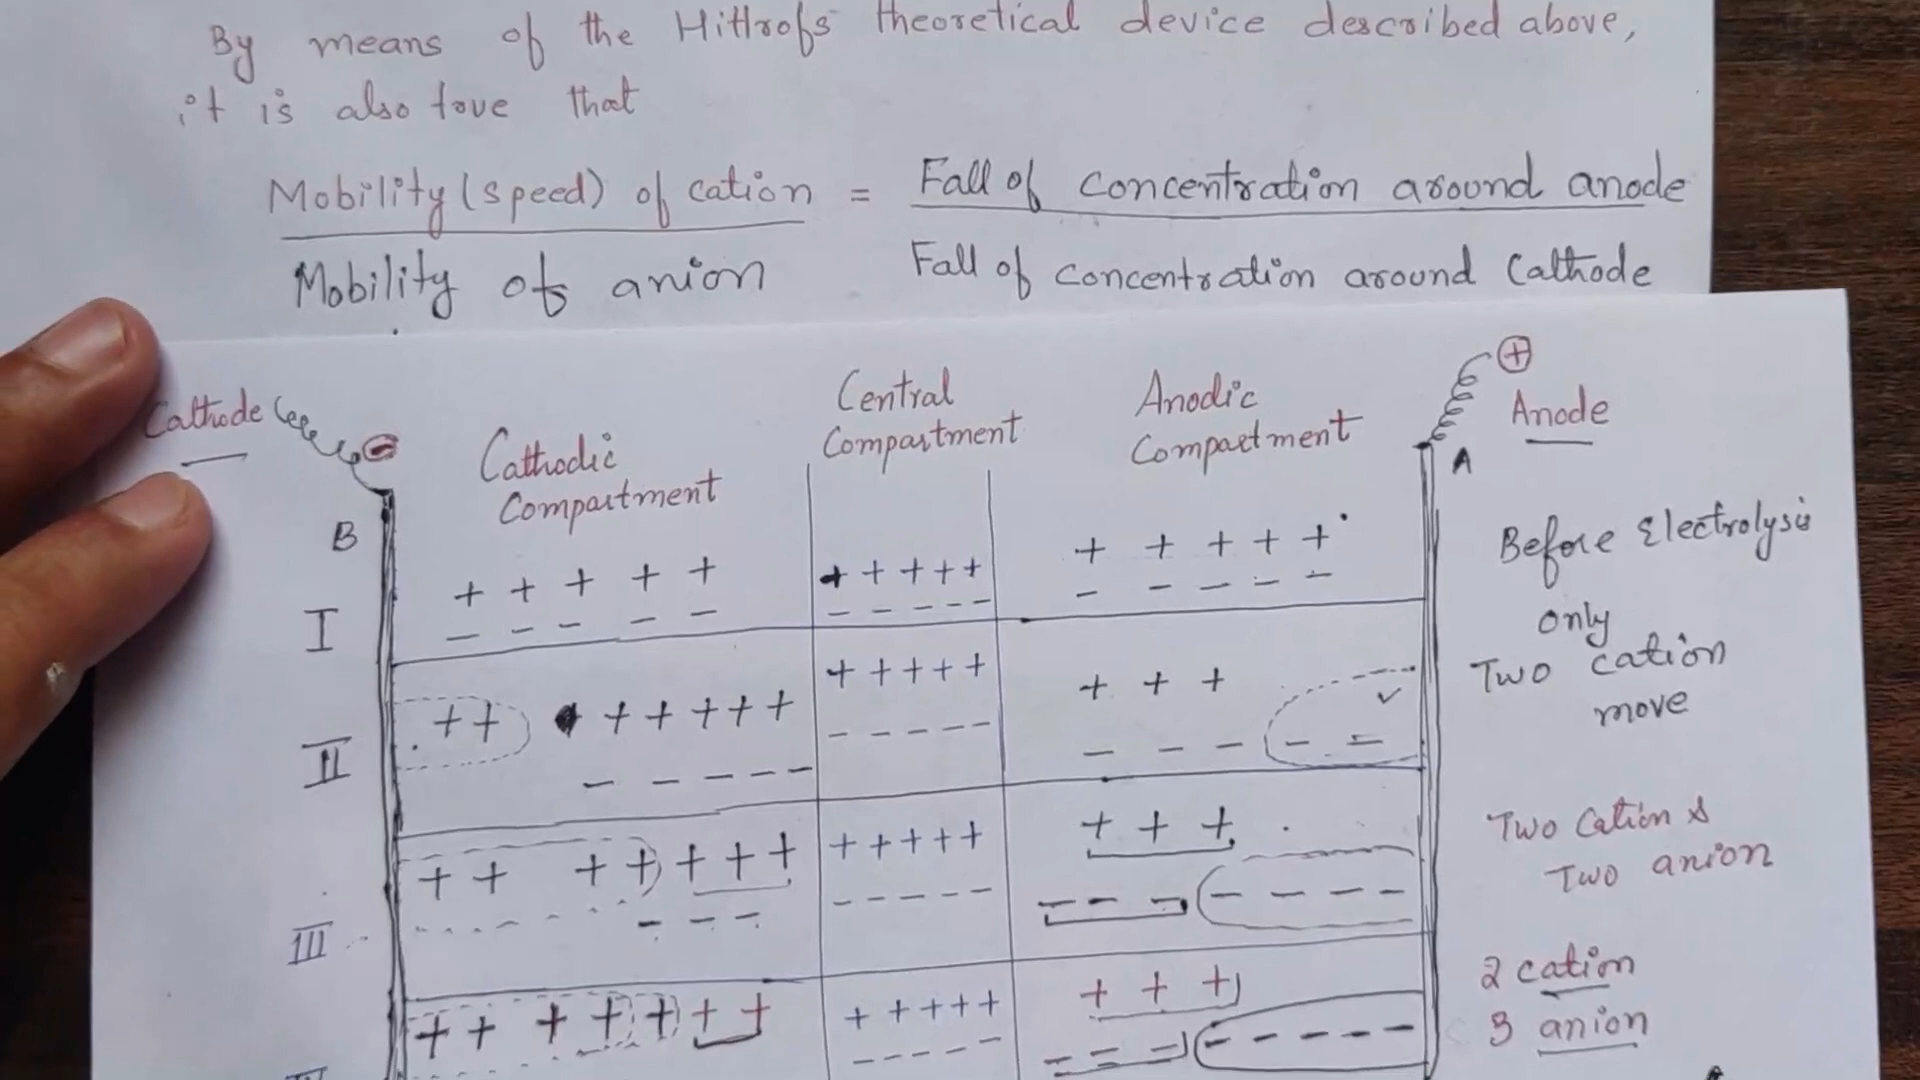 By means of the Hittrofs theoretical device described above,
it is also true that
Mobility (speed) of cation = Fall of concentration around anode
Mobility of anion Fall of concentration around Cathode
Cathode
Cathodic Compartment
Central Compartment
Anodic Compartment
+ Anode
A
B
I
+ + + + + + + + + + + + + + +
− − − − − − − − − − − − − − −
Before Electrolysis
II
+ + + + + + + + + + + + + + +
− − − − − − − − − − − − − − −
only
Two cation
move
III
+ + + + + + + + + + + + + + +
− − − − − − − − − − − − − − −
Two Cation &
Two anion
+ + + + + + + + + + + + + + +
− − − − − − − − − − − − −
2 cation
3 anion